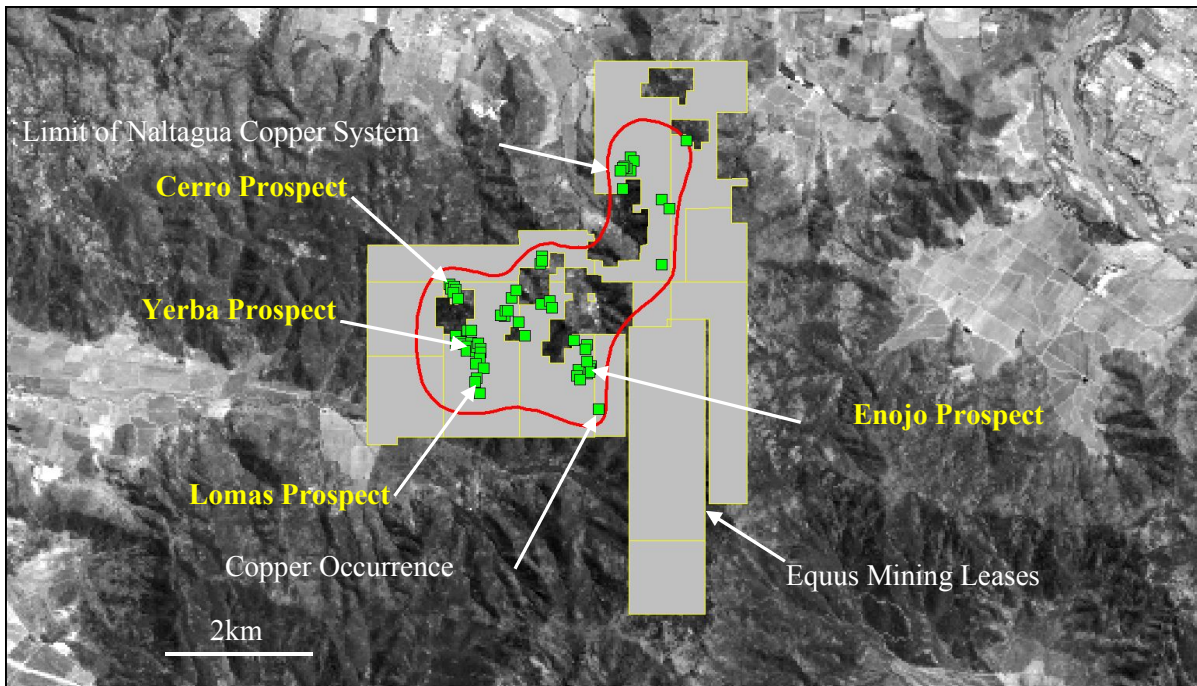 Limit of Naltagua Copper System
Cerro Prospect
Yerba Prospect
Enojo Prospect
Lomas Prospect
Copper Occurrence
Equus Mining Leases
2km